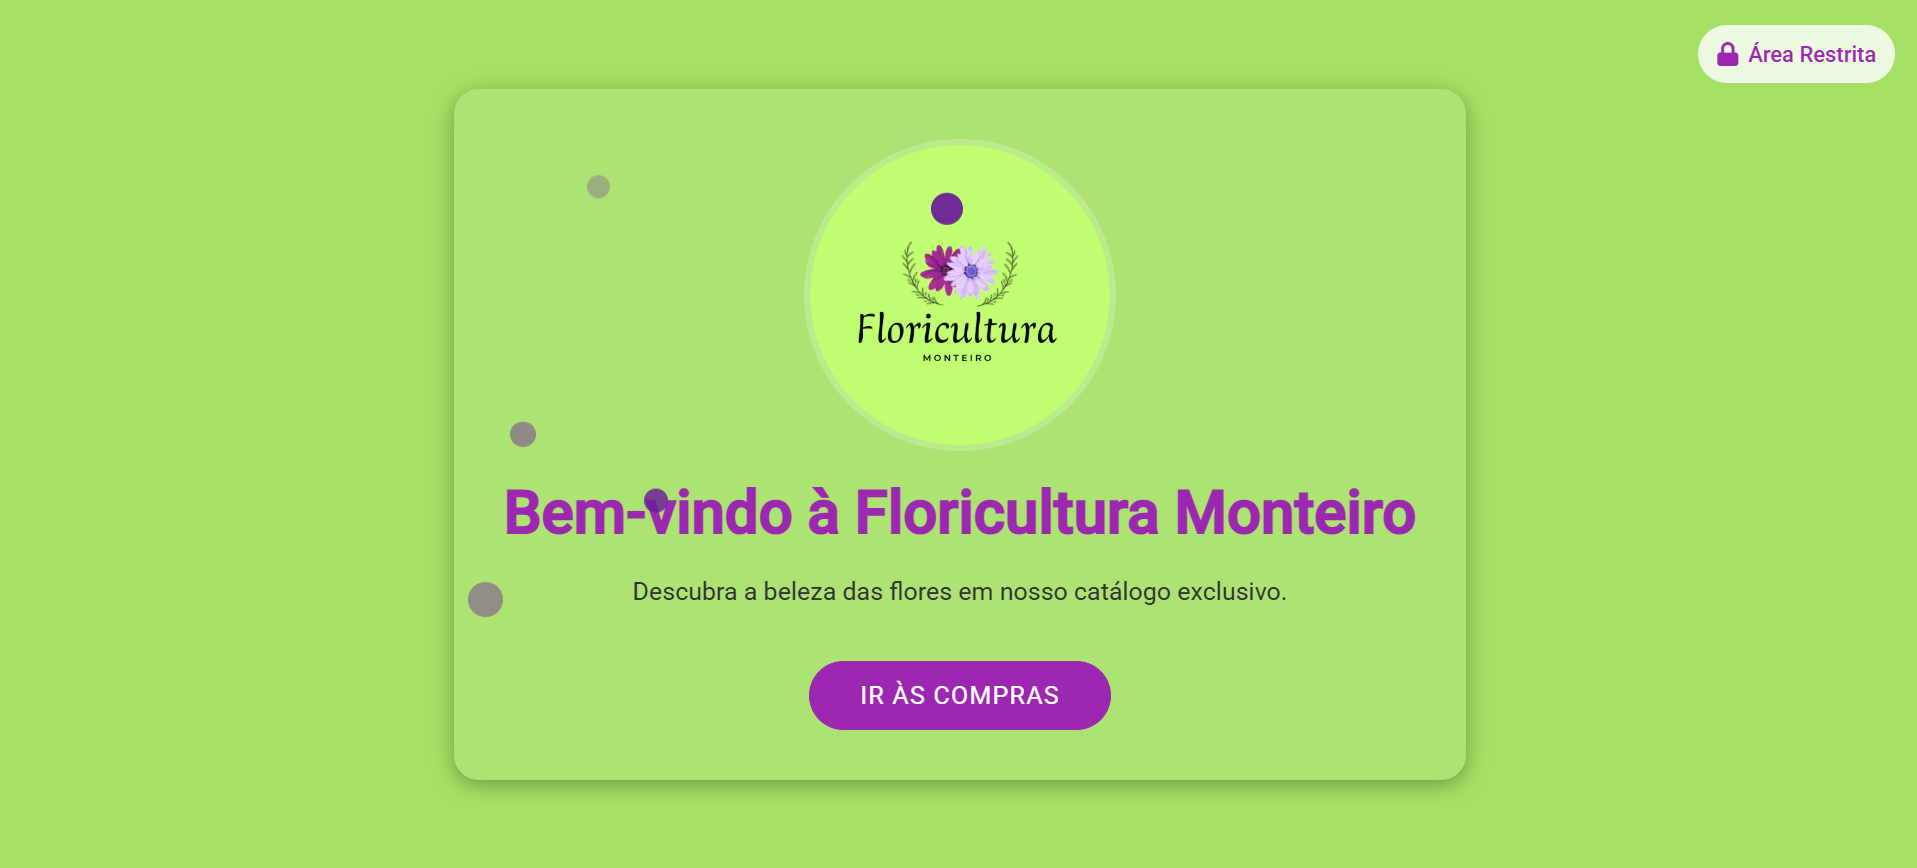 Área Restrita
Floricultura
MONTEIRO
Bem-vindo à Floricultura Monteiro
Descubra a beleza das flores em nosso catálogo exclusivo.
IR ÀS COMPRAS